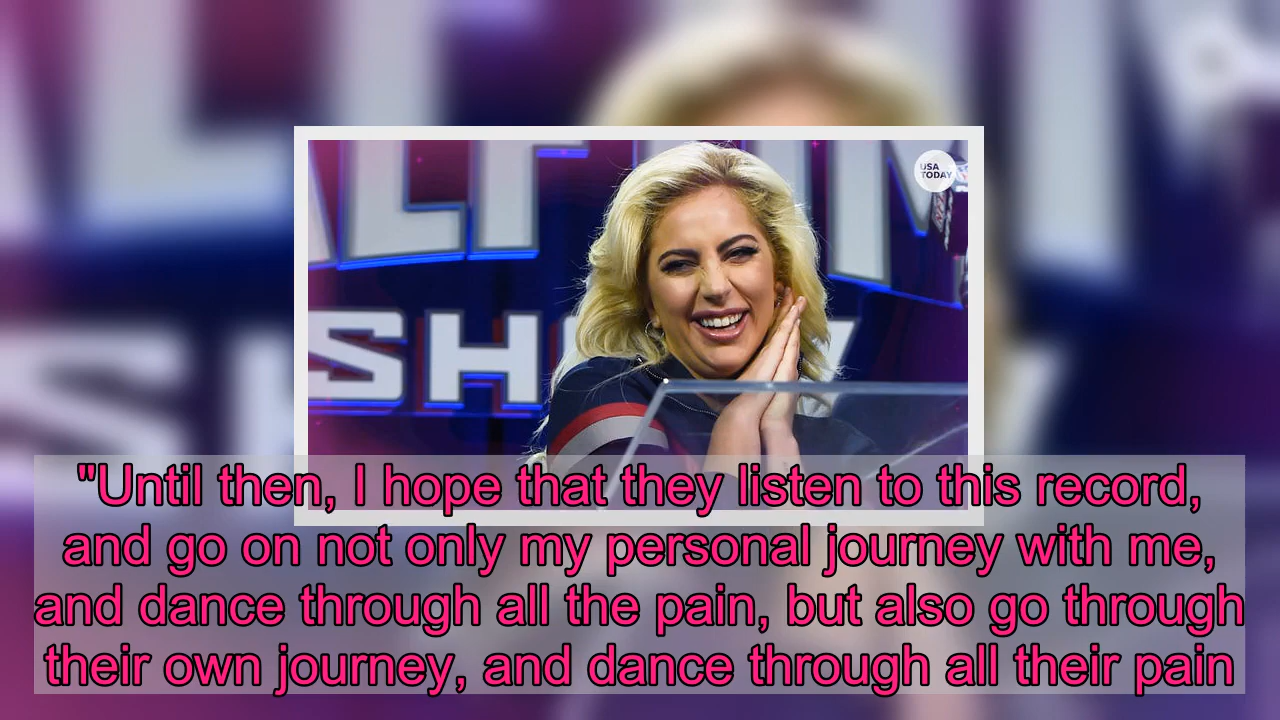 ALFTIM
USA
TODAY
SH W
"Until then, I hope that they listen to this record,
and go on not only my personal journey with me,
and dance through all the pain, but also go through
their own journey, and dance through all their pain